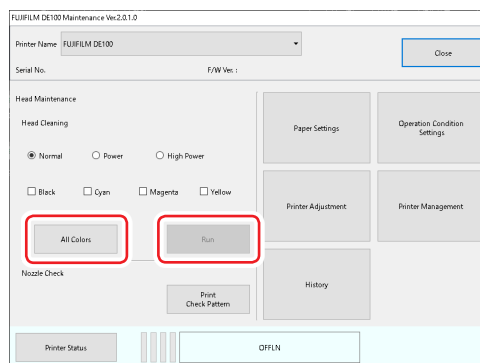 FUJIFILM DE100 Maintenance Ver.2.0.1.0
Printer Name FUJIFILM DE100
Close
Serial No. F/W Ver. :
Head Maintenance
Head Cleaning
Normal Power High Power
Black Cyan Magenta Yellow
All Colors Run
Nozzle Check
Print
Check Pattern
Paper Settings
Operation Condition
Settings
Printer Adjustment
Printer Management
History
Printer Status
OFFLN